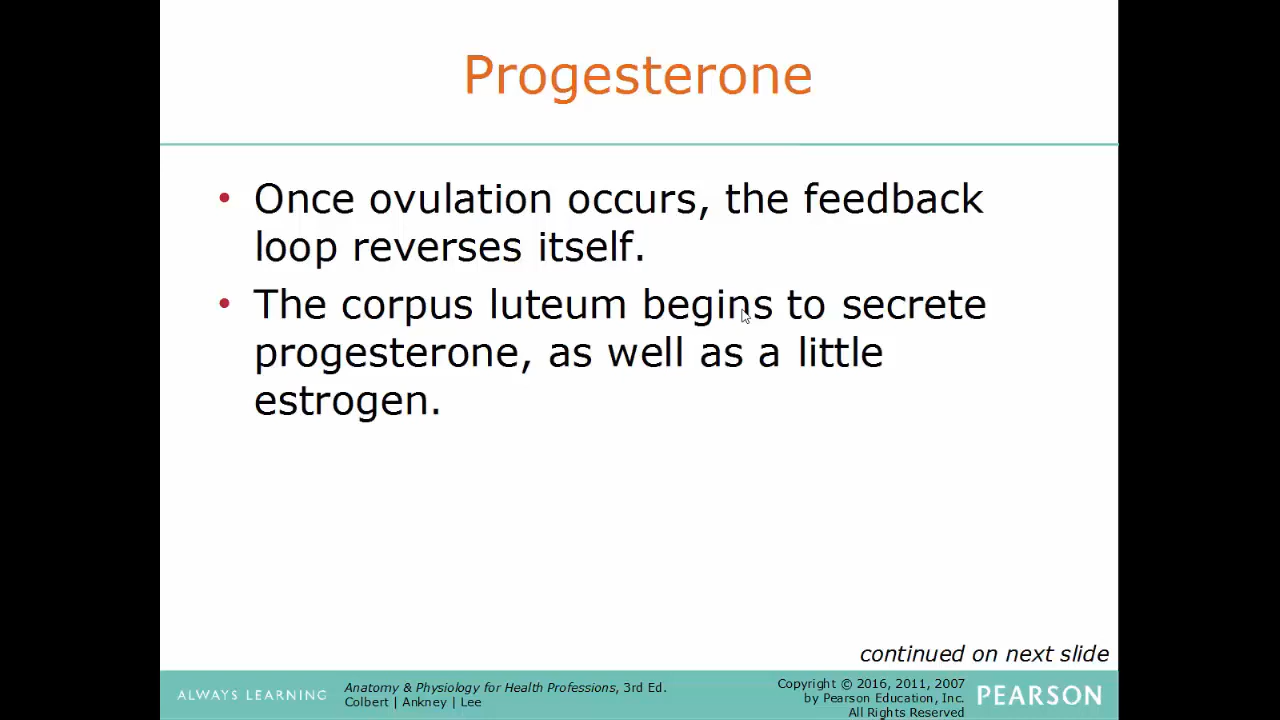 Progesterone
• Once ovulation occurs, the feedback
loop reverses itself.
• The corpus luteum begins to secrete
progesterone, as well as a little
estrogen.
continued on next slide
ALWAYS LEARNING
Anatomy & Physiology for Health Professions, 3rd Ed.
Colbert | Ankney | Lee
Copyright © 2016, 2011, 2007
by Pearson Education, Inc.
All Rights Reserved
PEARSON